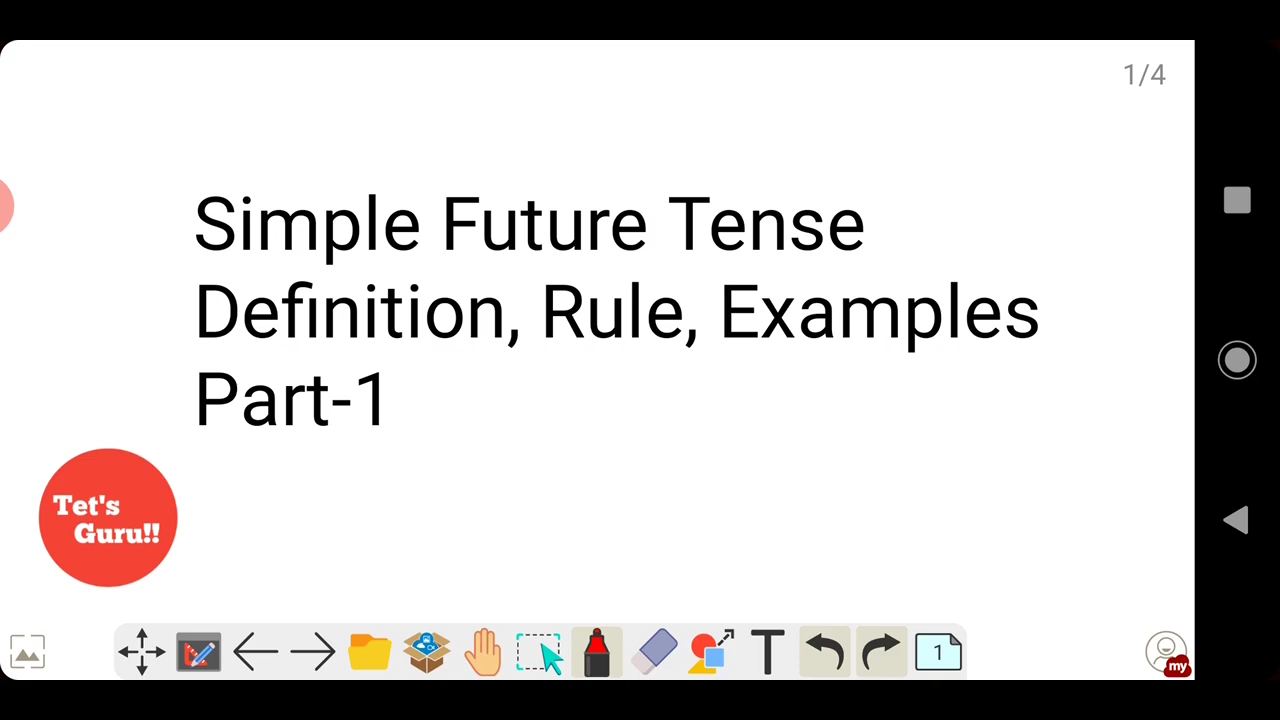 1/4
Simple Future Tense
Definition, Rule, Examples
Part-1
Tet's
Guru!!
T
1
my